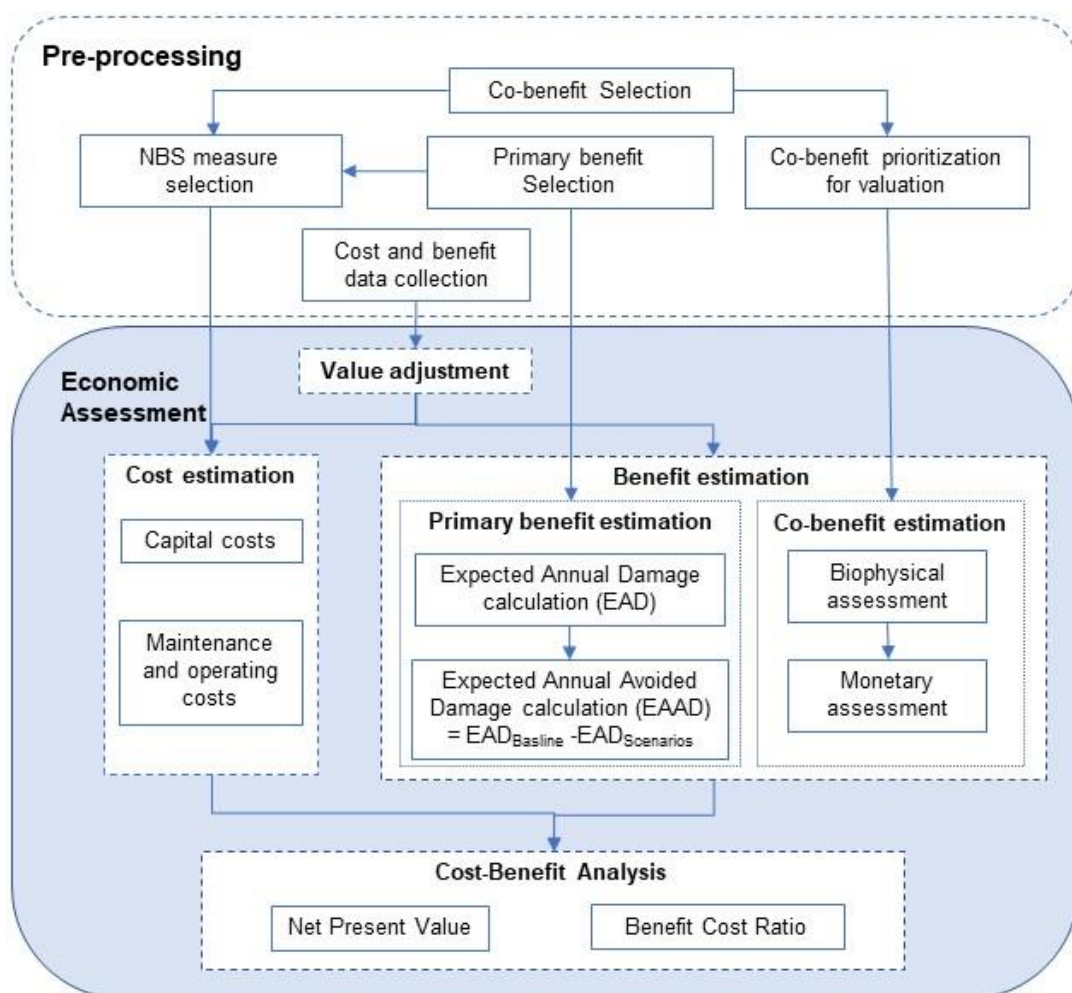 Pre-processing
Co-benefit Selection
NBS measure
selection
Primary benefit
Selection
Co-benefit prioritization
for valuation
Cost and benefit
data collection
Economic
Assessment
Value adjustment
Cost estimation
Capital costs
Maintenance
and operating
costs
Benefit estimation
Primary benefit estimation
Expected Annual Damage
calculation (EAD)
Expected Annual Avoided
Damage calculation (EAAD)
= EADBasline -EADScenarios
Co-benefit estimation
Biophysical
assessment
Monetary
assessment
Cost-Benefit Analysis
Net Present Value
Benefit Cost Ratio